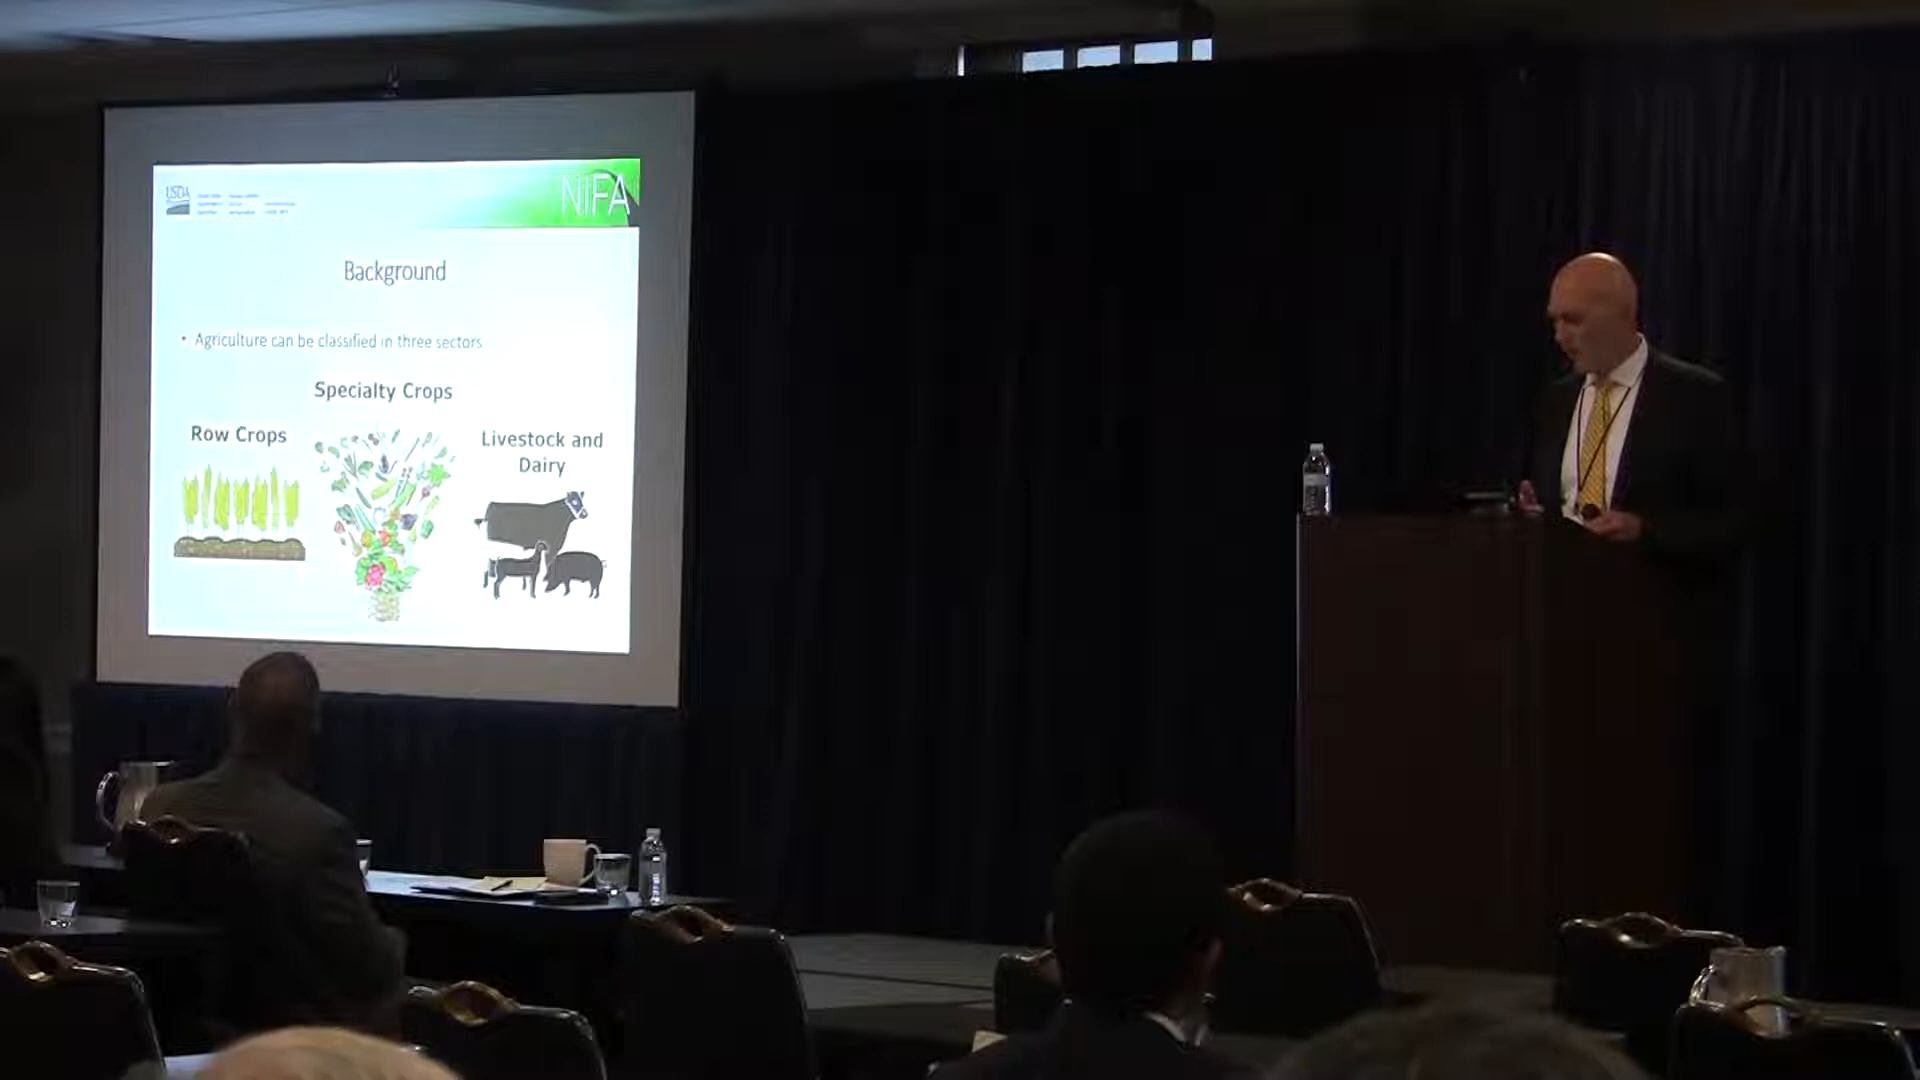 USDA
NIFA
Background
• Agriculture can be classified in three sectors
Specialty Crops
Row Crops
Livestock and
Dairy